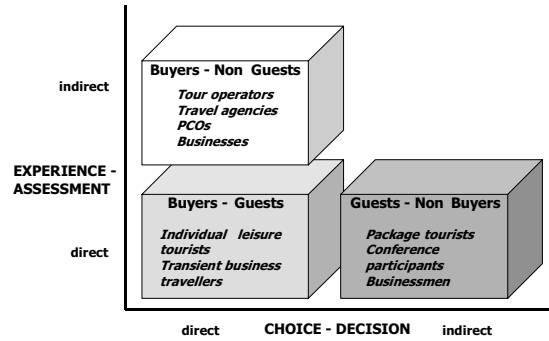 indirect
Buyers - Non Guests
Tour operators
Travel agencies
PCOs
Businesses
EXPERIENCE -
ASSESSMENT
direct
Buyers - Guests
Individual leisure
tourists
Transient business
travellers
Guests - Non Buyers
Package tourists
Conference
participants
Businessmen
direct
CHOICE - DECISION
indirect